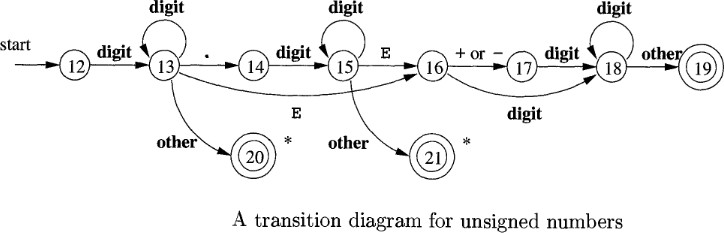 digit digit digit
start digit . digit E + or - digit other
12 13 14 15 16 17 18 19
E digit
other * other *
20 21
A transition diagram for unsigned numbers